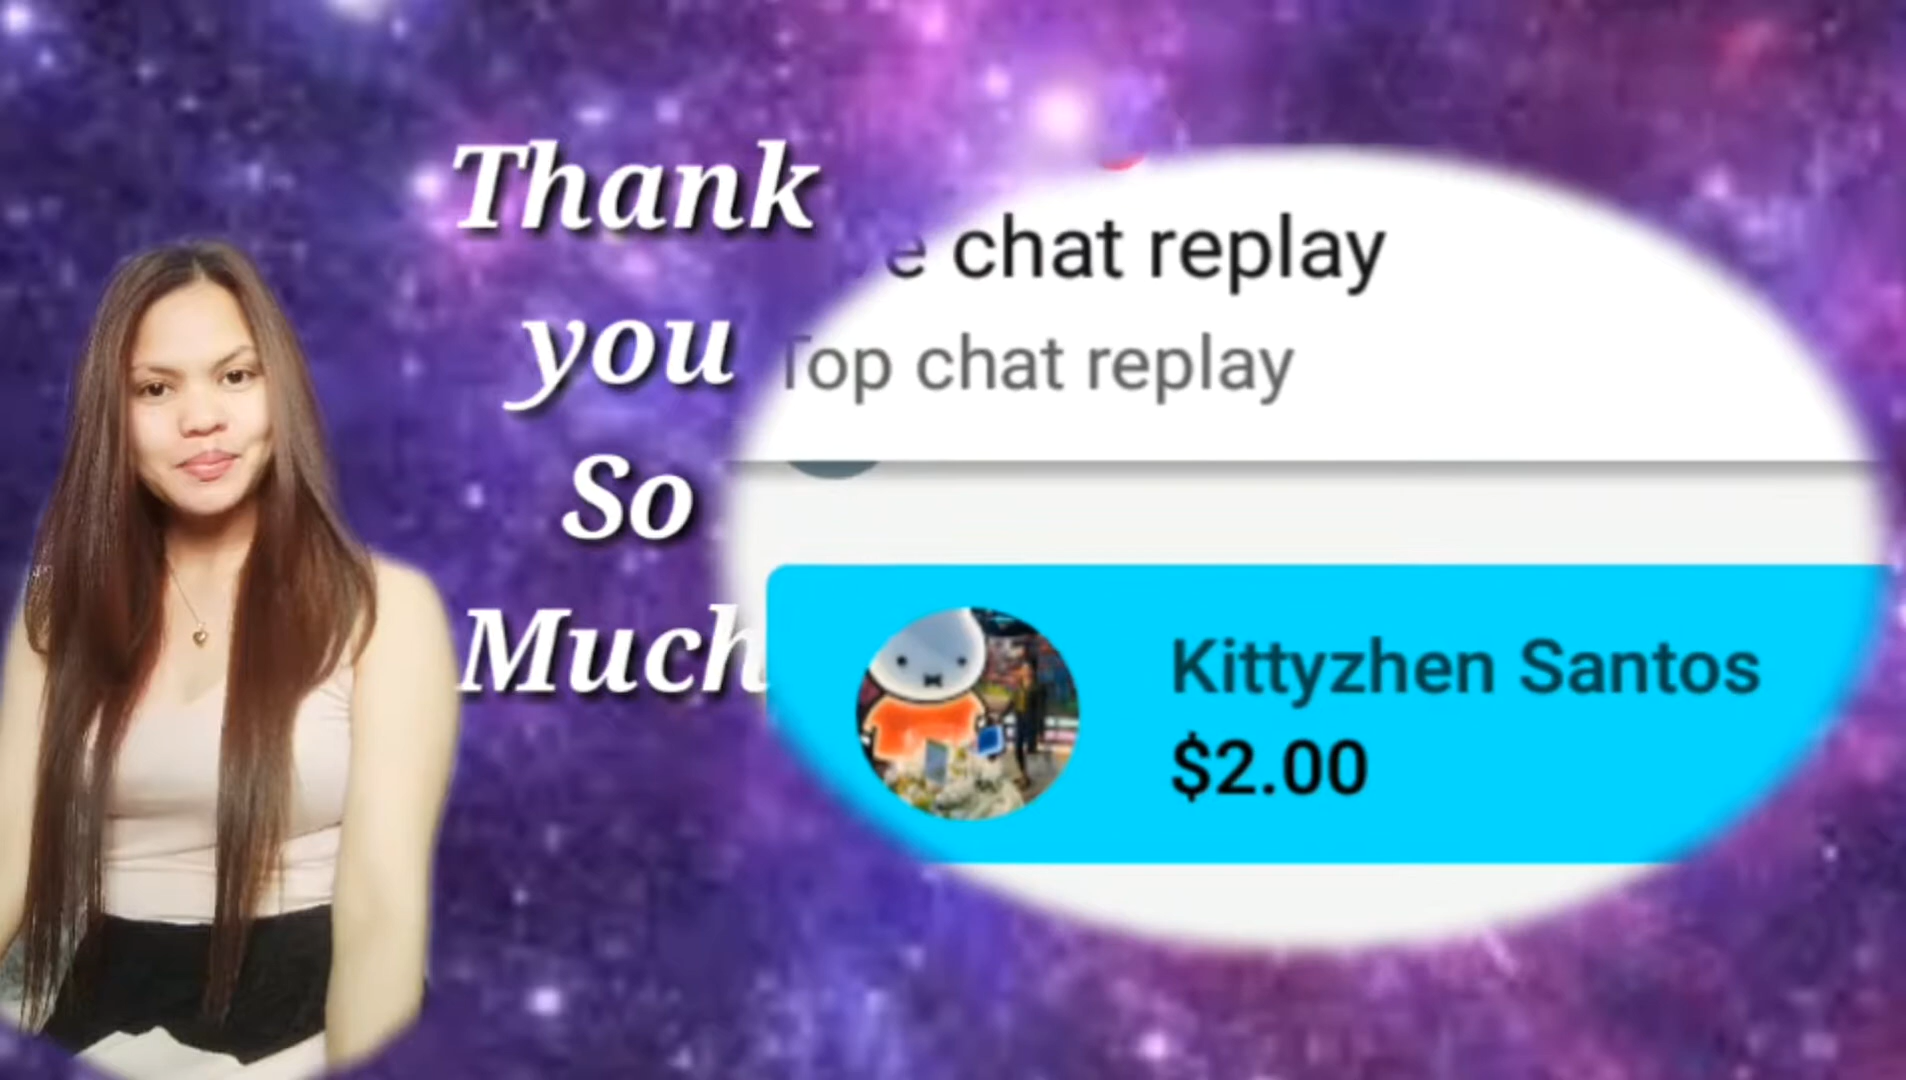 Thank
you
So
Much
e chat replay
Top chat replay
Kittyzhen Santos
$2.00